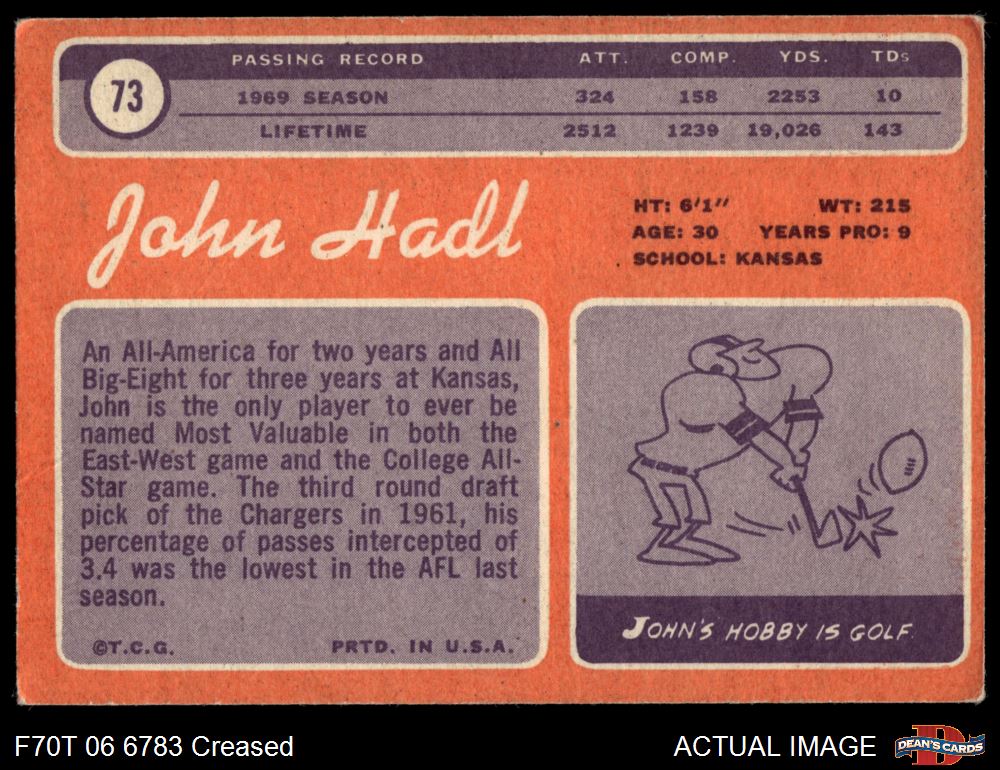 73
PASSING RECORD ATT. COMP. YDS. TDs
1969 SEASON 324 158 2253 10
LIFETIME 2512 1239 19,026 143
John Hadl
HT: 6'1" WT: 215
AGE: 30 YEARS PRO: 9
SCHOOL: KANSAS
An All-America for two years and All
Big-Eight for three years at Kansas,
John is the only player to ever be
named Most Valuable in both the
East-West game and the College All-
Star game. The third round draft
pick of the Chargers in 1961, his
percentage of passes intercepted of
3.4 was the lowest in the AFL last
season.
©T.C.G. PRTD. IN U.S.A.
JOHN'S HOBBY IS GOLF.
F70T 06 6783 Creased
ACTUAL IMAGE
DEAN'S CARDS